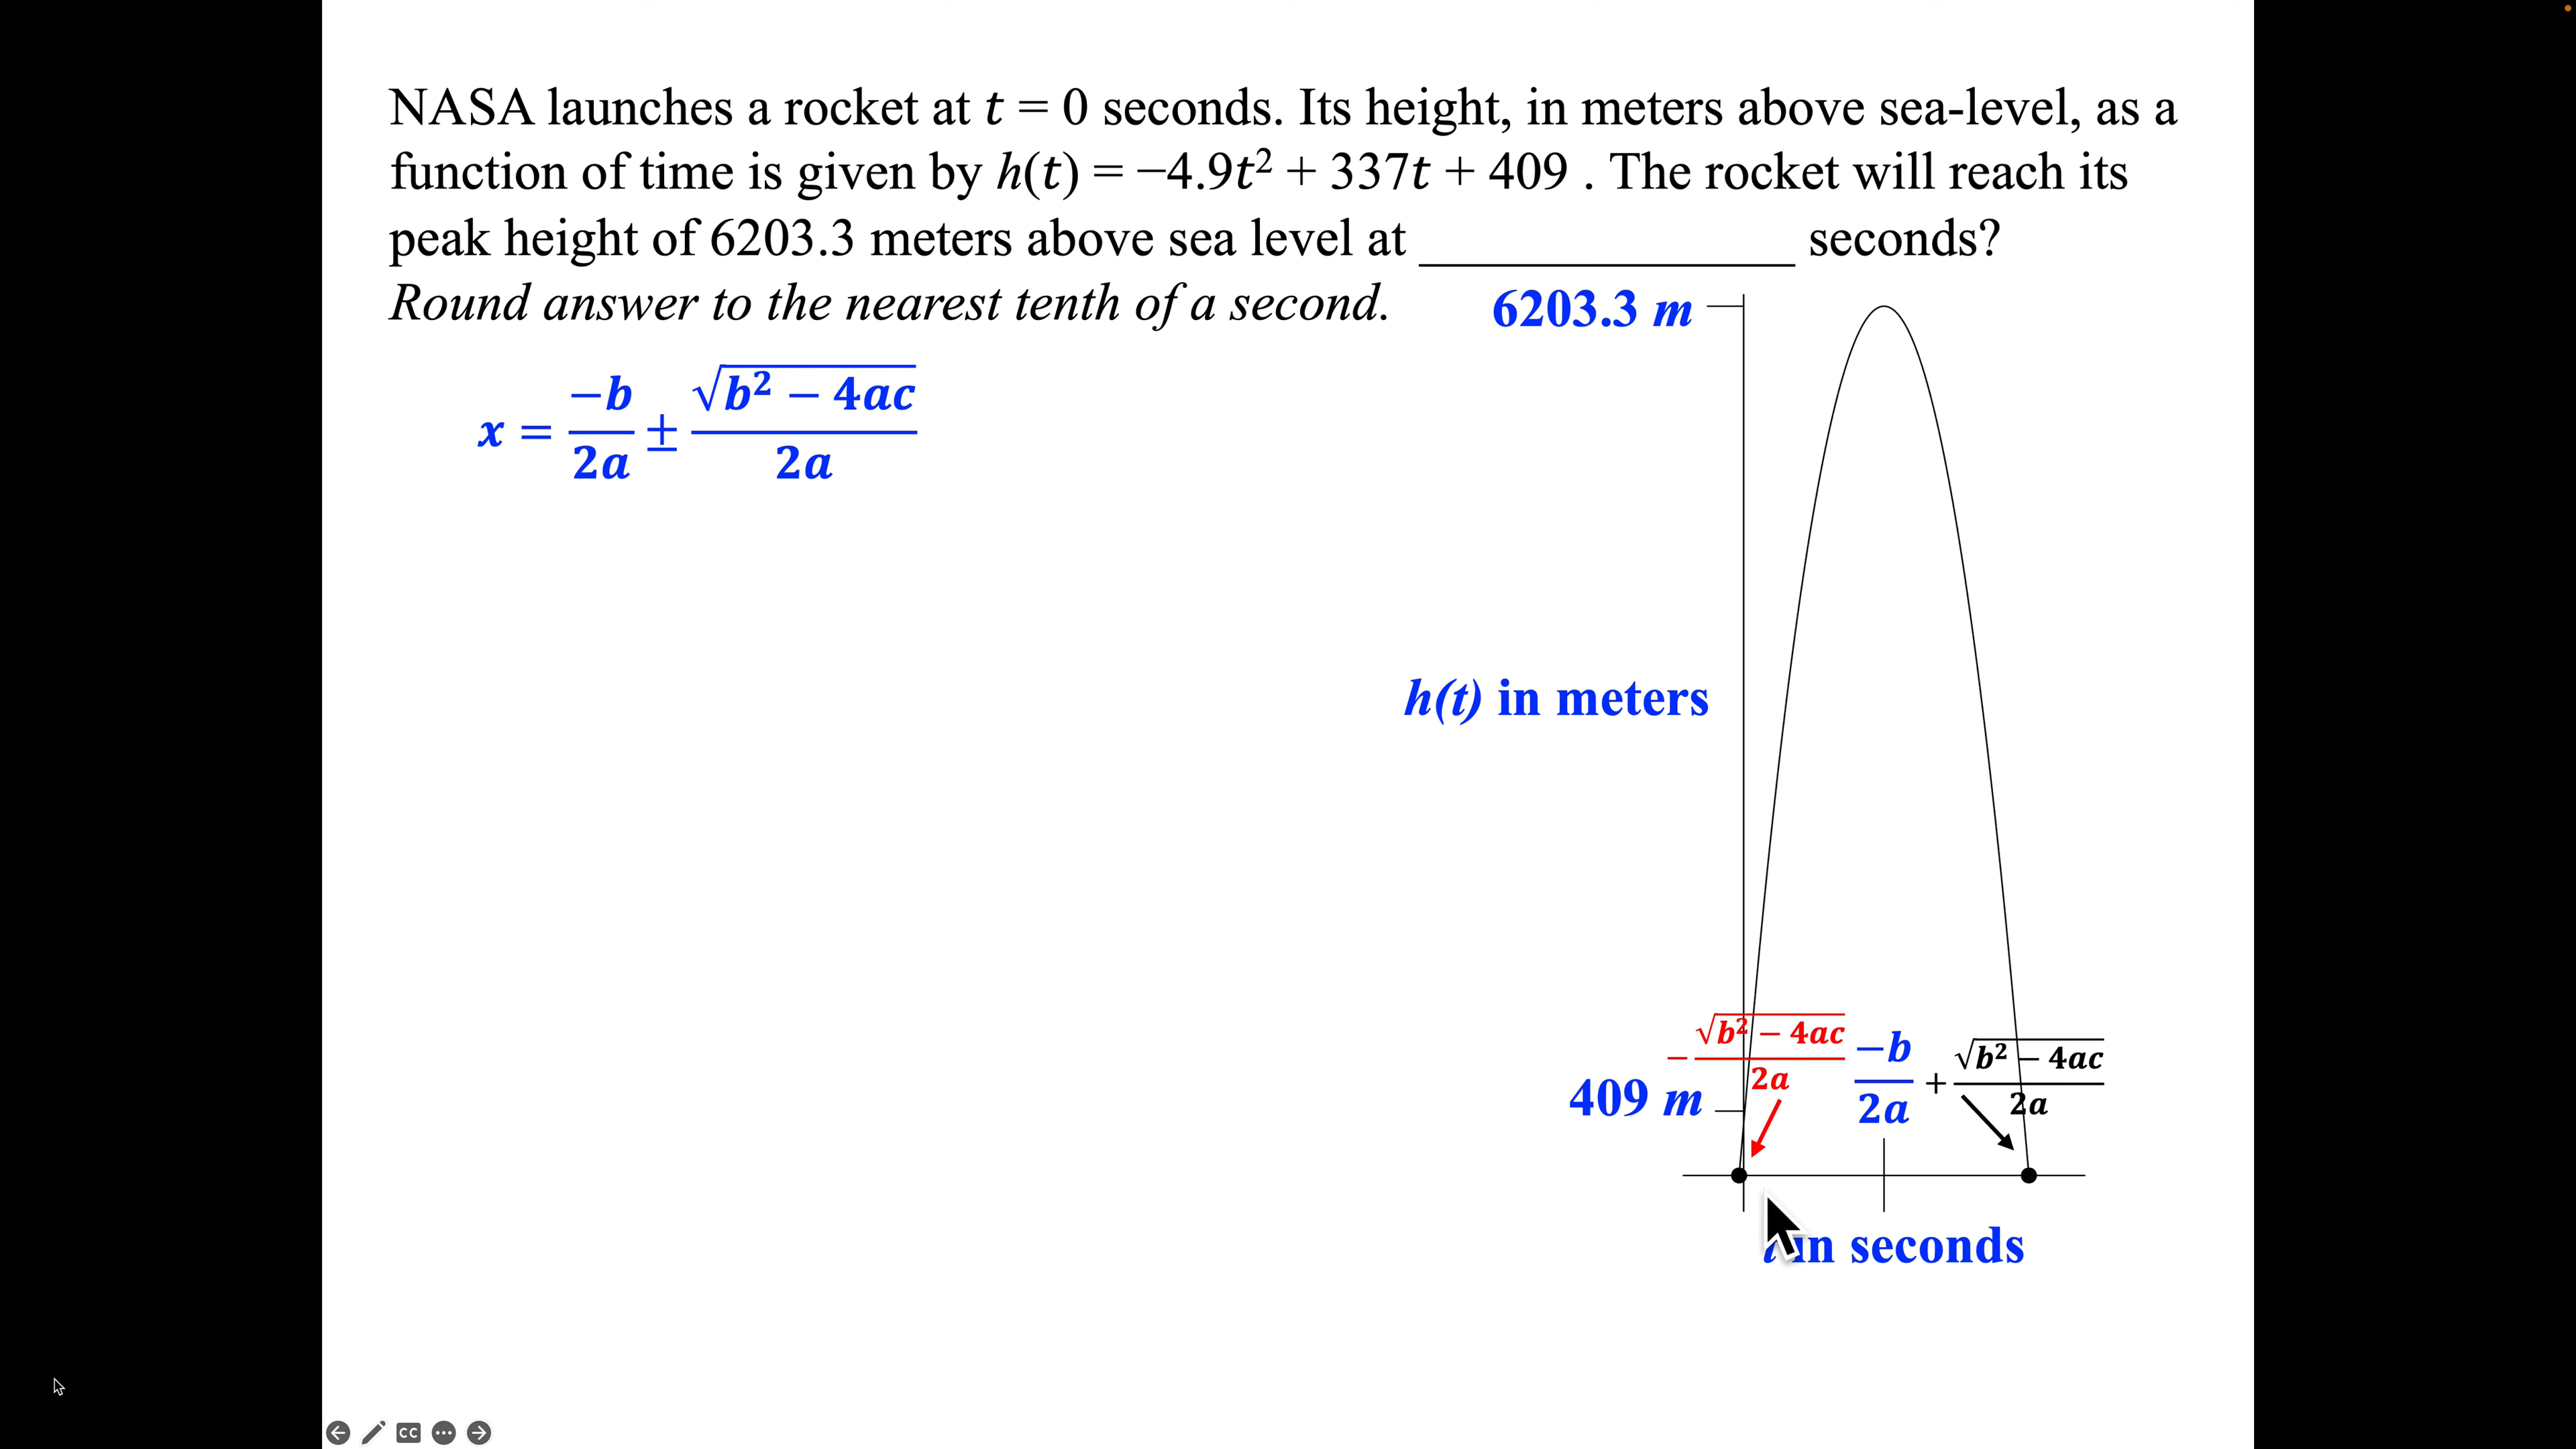 NASA launches a rocket at t = 0 seconds. Its height, in meters above sea-level, as a
function of time is given by h(t) = −4.9t² + 337t + 409 . The rocket will reach its
peak height of 6203.3 meters above sea level at ______________ seconds?
Round answer to the nearest tenth of a second.
6203.3 m
x = −b/2a ± √(b² − 4ac)/2a
h(t) in meters
− √(b² − 4ac)/2a
−b/2a + √(b² − 4ac)/2a
409 m
in seconds
CC